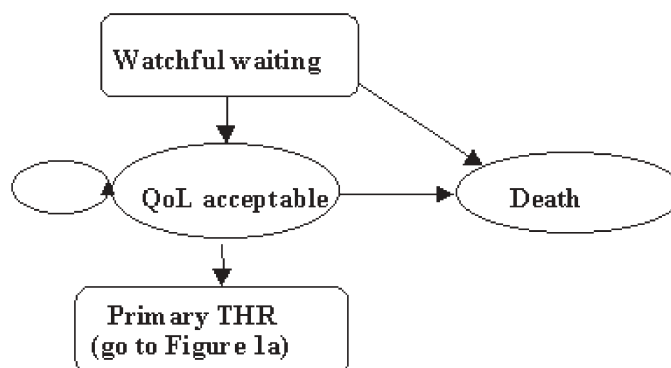 Watchful waiting
QoL acceptable
Death
Primary THR
(go to Figure 1a)